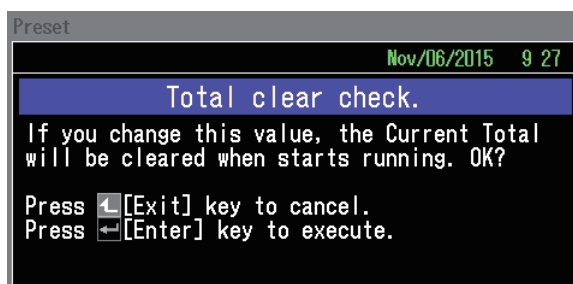 Preset
Nov/06/2015 9 27
Total clear check.
If you change this value, the Current Total
will be cleared when starts running. OK?
Press [Exit] key to cancel.
Press [Enter] key to execute.